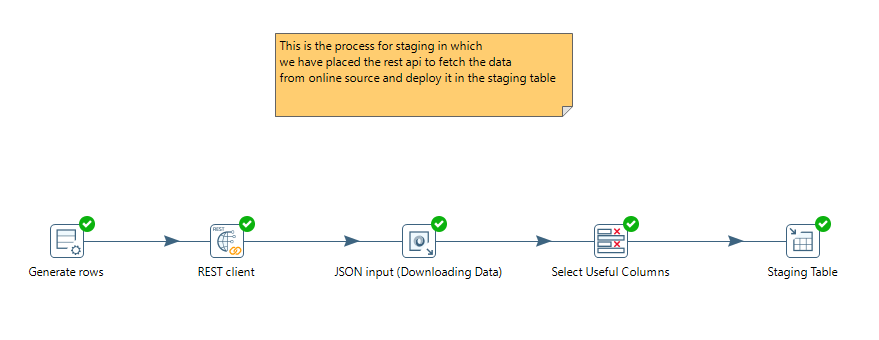 This is the process for staging in which
we have placed the rest api to fetch the data
from online source and deploy it in the staging table
REST
Generate rows
REST client
JSON input (Downloading Data)
Select Useful Columns
Staging Table